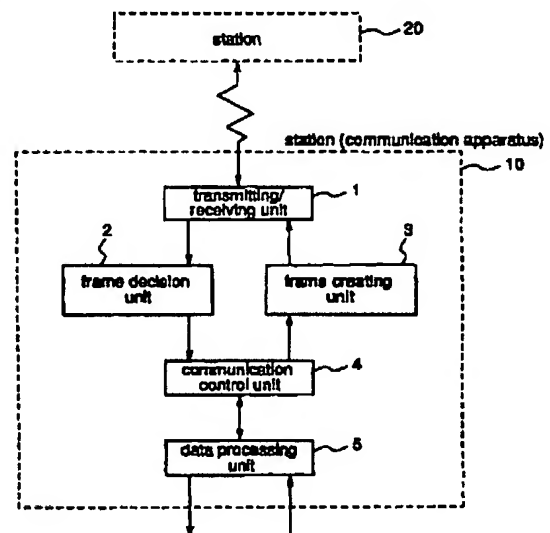 station
20
station (communication apparatus)
10
transmitting/
receiving unit
1
2
frame decision
unit
3
frame creating
unit
communication
control unit
4
data processing
unit
5